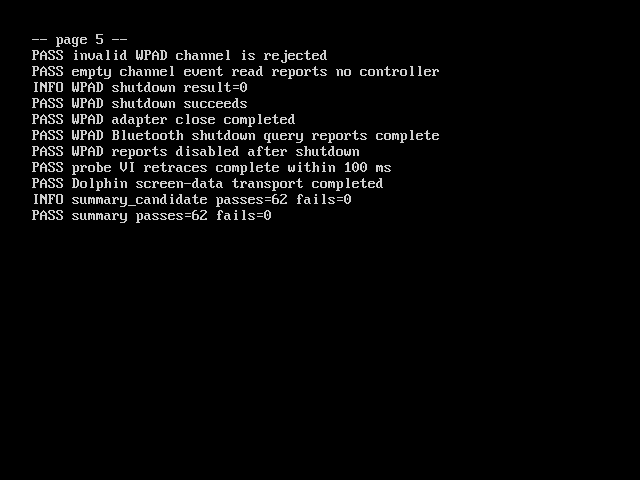 -- page 5 --
PASS invalid WPAD channel is rejected
PASS empty channel event read reports no controller
INFO WPAD shutdown result=0
PASS WPAD shutdown succeeds
PASS WPAD adapter close completed
PASS WPAD Bluetooth shutdown query reports complete
PASS WPAD reports disabled after shutdown
PASS probe VI retraces complete within 100 ms
PASS Dolphin screen-data transport completed
INFO summary_candidate passes=62 fails=0
PASS summary passes=62 fails=0